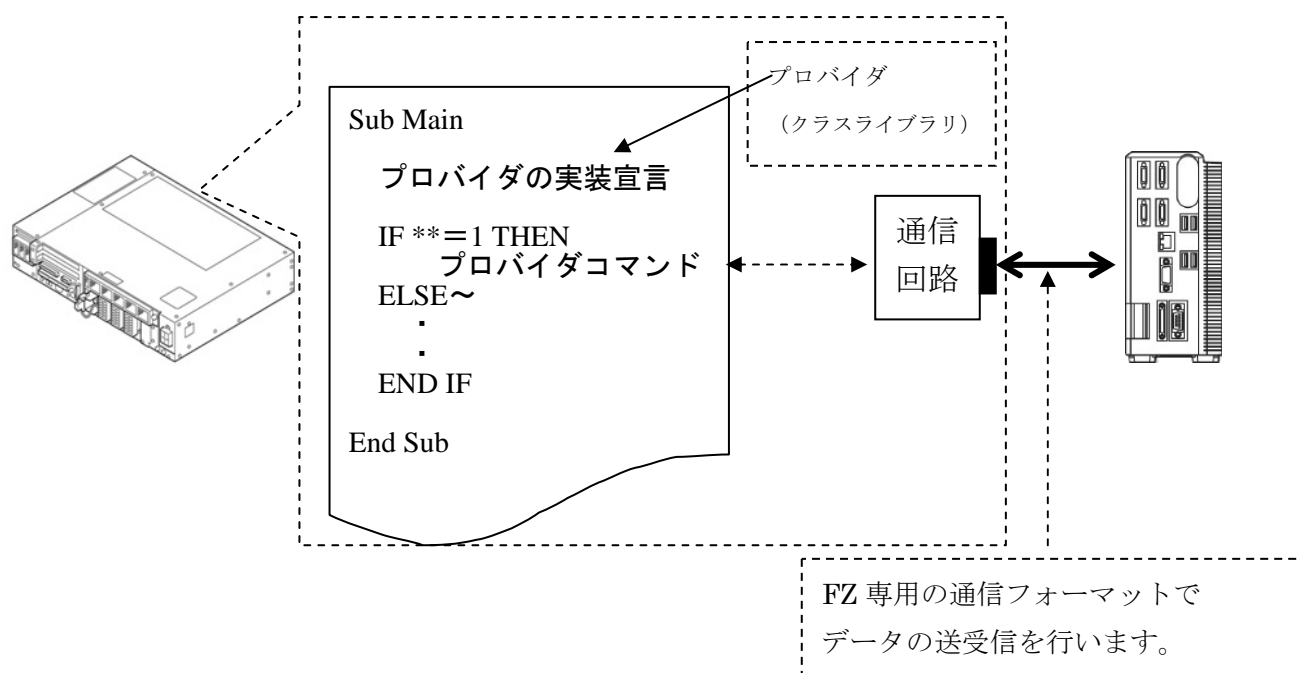 プロバイダ
（クラスライブラリ）
Sub Main
プロバイダの実装宣言
IF **＝1 THEN
プロバイダコマンド
ELSE～
・
・
END IF
End Sub
通信
回路
FZ 専用の通信フォーマットで
データの送受信を行います。